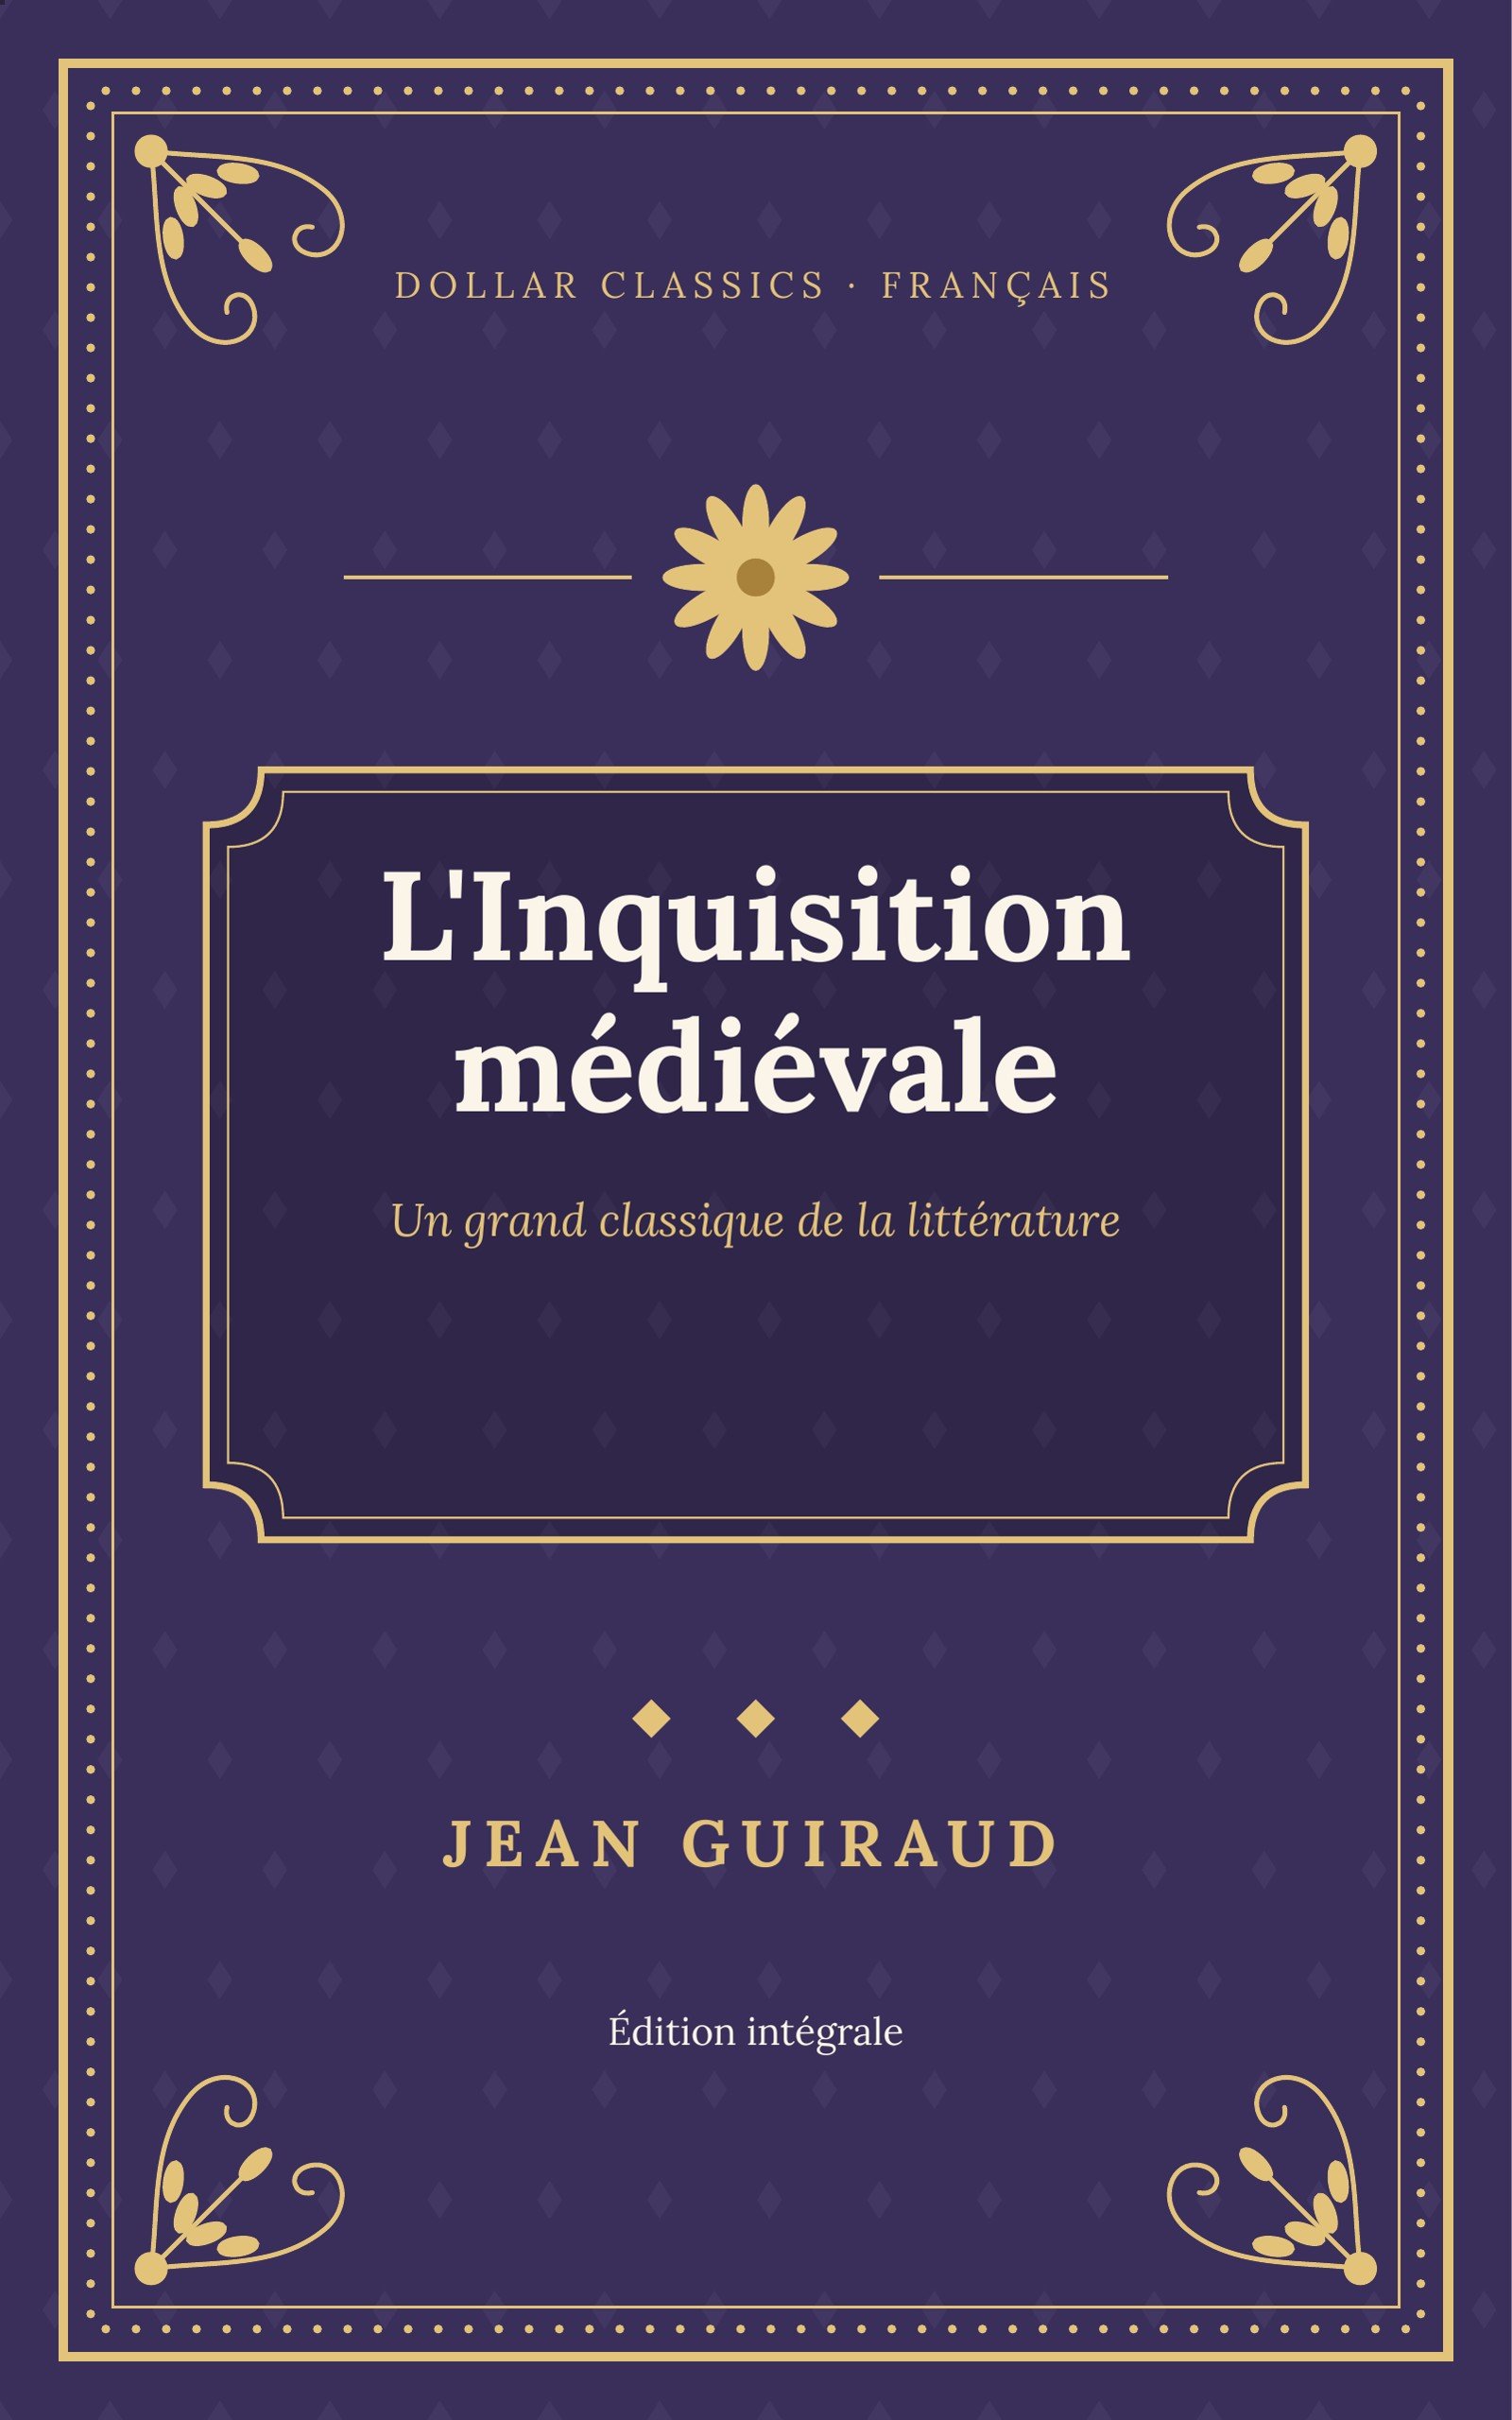 DOLLAR CLASSICS · FRANÇAIS
L'Inquisition
médiévale
Un grand classique de la littérature
JEAN GUIRAUD
Édition intégrale